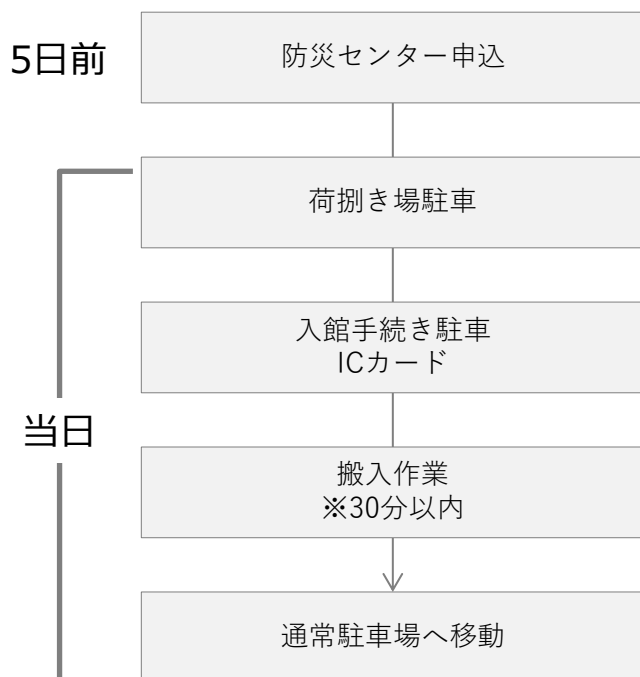 5日前
防災センター申込
荷捌き場駐車
入館手続き駐車
ICカード
当日
搬入作業
※30分以内
通常駐車場へ移動